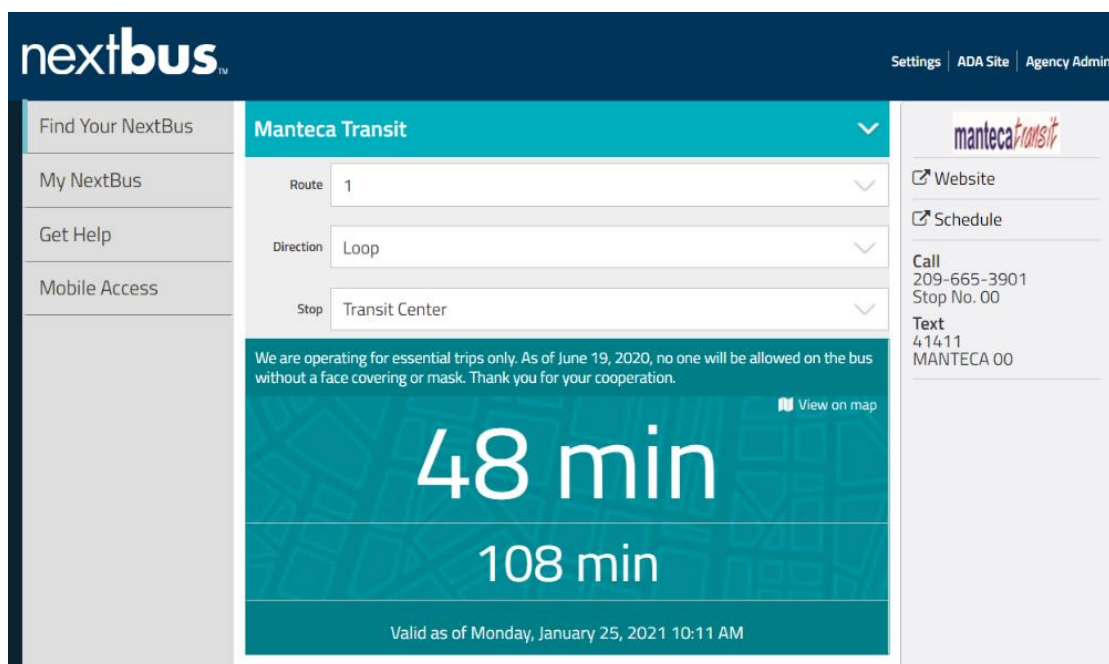 nextbus™
Settings | ADA Site | Agency Admin
Find Your NextBus
My NextBus
Get Help
Mobile Access
Manteca Transit
Route 1
Direction Loop
Stop Transit Center
We are operating for essential trips only. As of June 19, 2020, no one will be allowed on the bus
without a face covering or mask. Thank you for your cooperation.
View on map
48 min
108 min
Valid as of Monday, January 25, 2021 10:11 AM
mantecatransit
Website
Schedule
Call
209-665-3901
Stop No. 00
Text
41411
MANTECA 00